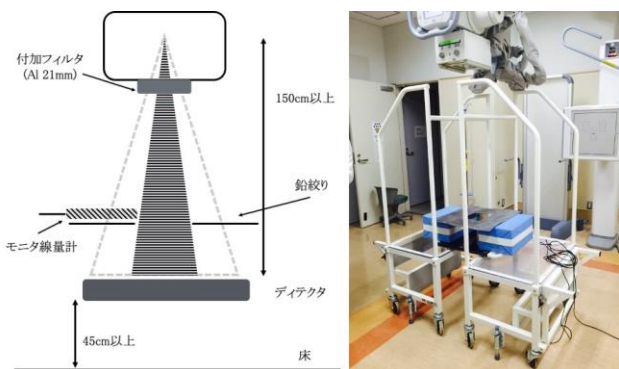 付加フィルタ
(Al 21mm)
150cm以上
鉛絞り
モニタ線量計
ディテクタ
45cm以上
床